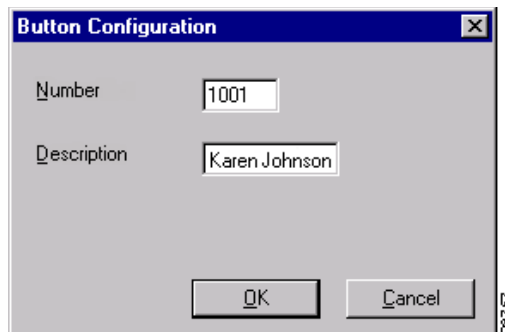 Button Configuration
Number 1001
Description Karen Johnson
OK Cancel